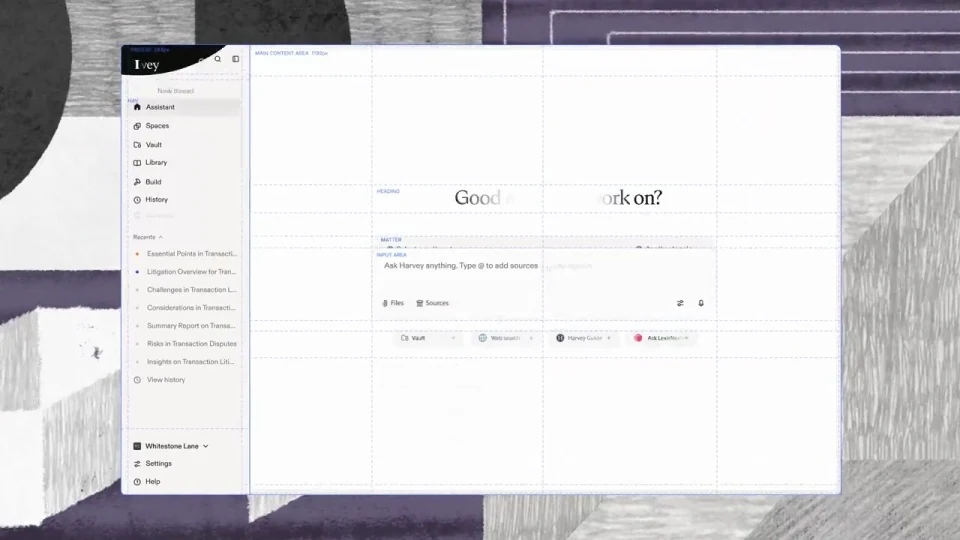 MAIN CONTENT AREA
Ivey
New thread
NAV
Assistant
Spaces
Vault
Library
Build
History
Recents
Essential Points in Transacti...
Litigation Overview for Tran...
Challenges in Transaction L...
Considerations in Transacti...
Summary Report on Transa...
Risks in Transaction Disputes
Insights on Transaction Liti...
View history
Whitestone Lane
Settings
Help
HEADING
Good ork on?
MATTER
INPUT AREA
Ask Harvey anything, Type @ to add sources
Files Sources
Vault + Web search + Harvey Guide + Ask LexisNexis +